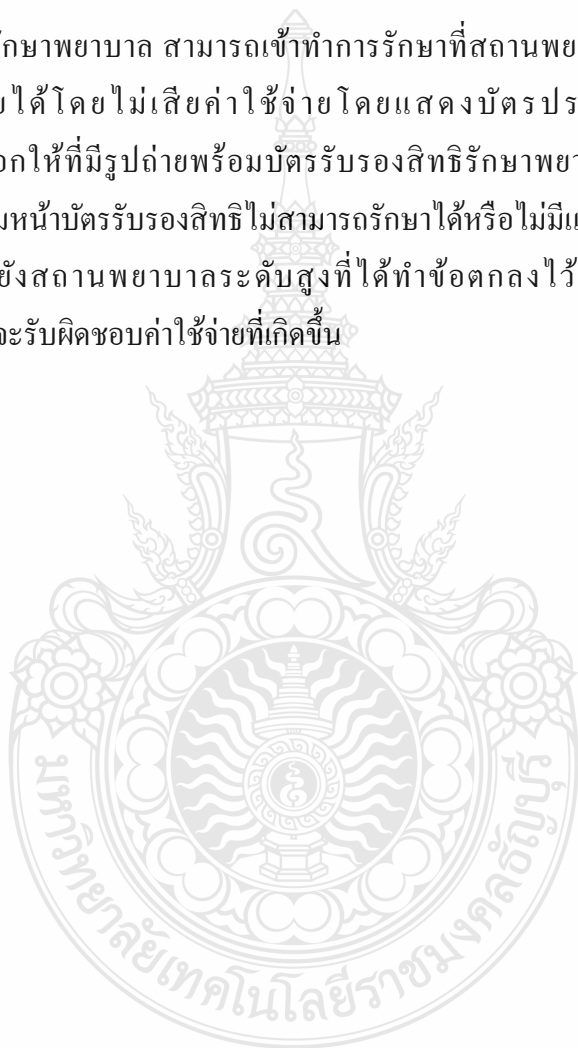 รักษาพยาบาล สามารถเข้าทำการรักษาที่สถานพย
ยได้โดยไม่เสียค่าใช้จ่ายโดยแสดงบัตรปร
อกให้ที่มีรูปถ่ายพร้อมบัตรรับรองสิทธิรักษาพย
มหน้าบัตรรับรองสิทธิไม่สามารถรักษาได้หรือไม่มีแ
ยังสถานพยาบาลระดับสูงที่ได้ทำข้อตกลงไว้
จะรับผิดชอบค่าใช้จ่ายที่เกิดขึ้น
มหาวิทยาลัยเทคโนโลยีราชมงคลธัญบุรี